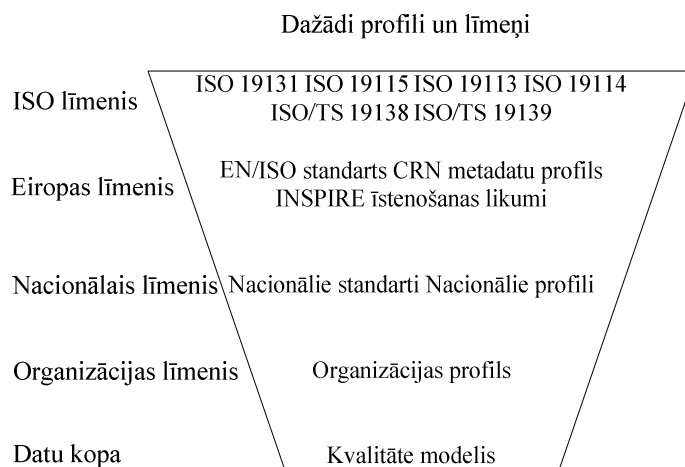 Dažādi profili un līmeņi
ISO līmenis
ISO 19131 ISO 19115 ISO 19113 ISO 19114
ISO/TS 19138 ISO/TS 19139
Eiropas līmenis
EN/ISO standarts CRN metadatu profils
INSPIRE īstenošanas likumi
Nacionālais līmenis
Nacionālie standarti Nacionālie profili
Organizācijas līmenis
Organizācijas profils
Datu kopa
Kvalitāte modelis